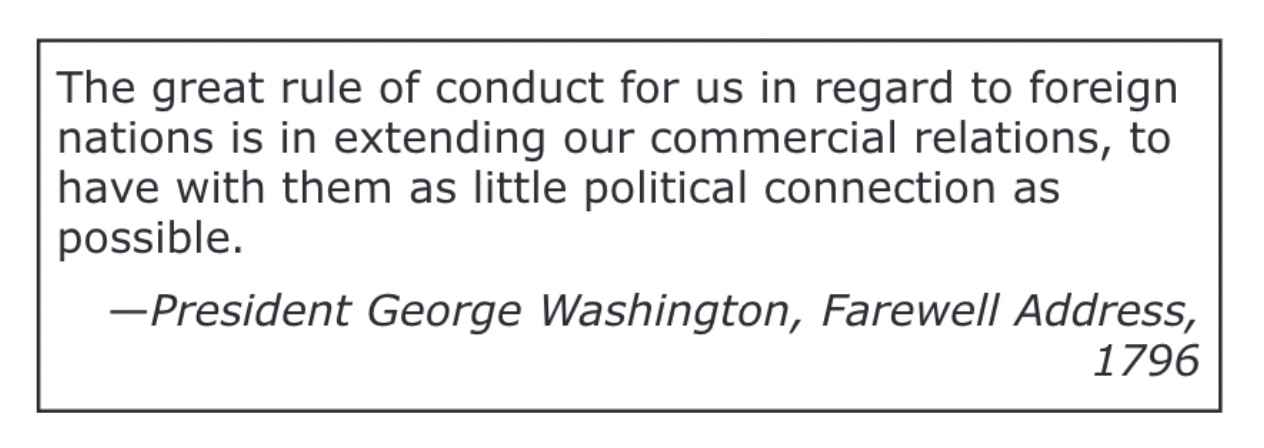 The great rule of conduct for us in regard to foreign
nations is in extending our commercial relations, to
have with them as little political connection as
possible.
—President George Washington, Farewell Address,
1796